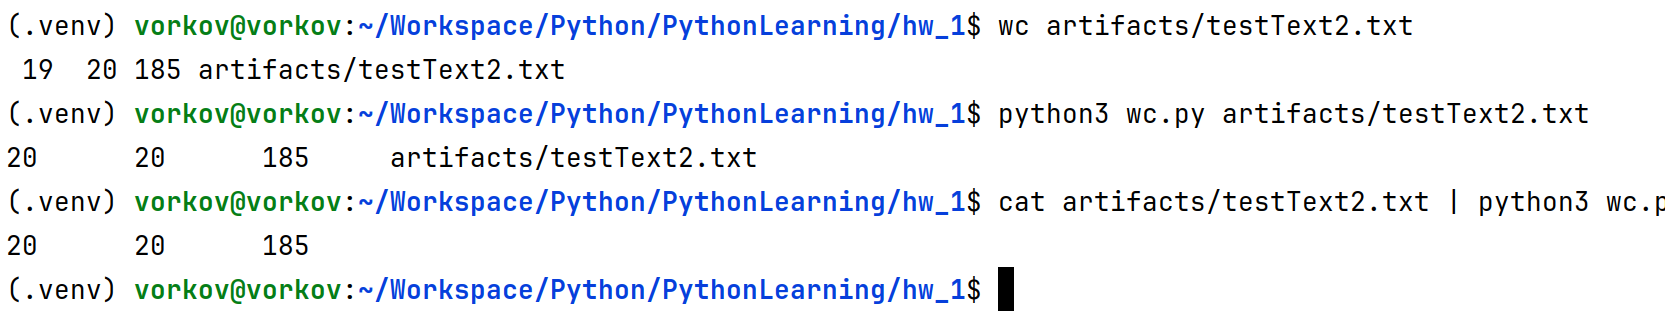 (.venv) vorkov@vorkov:~/Workspace/Python/PythonLearning/hw_1$ wc artifacts/testText2.txt
 19  20 185 artifacts/testText2.txt
(.venv) vorkov@vorkov:~/Workspace/Python/PythonLearning/hw_1$ python3 wc.py artifacts/testText2.txt
20      20      185     artifacts/testText2.txt
(.venv) vorkov@vorkov:~/Workspace/Python/PythonLearning/hw_1$ cat artifacts/testText2.txt | python3 wc.p
20      20      185
(.venv) vorkov@vorkov:~/Workspace/Python/PythonLearning/hw_1$